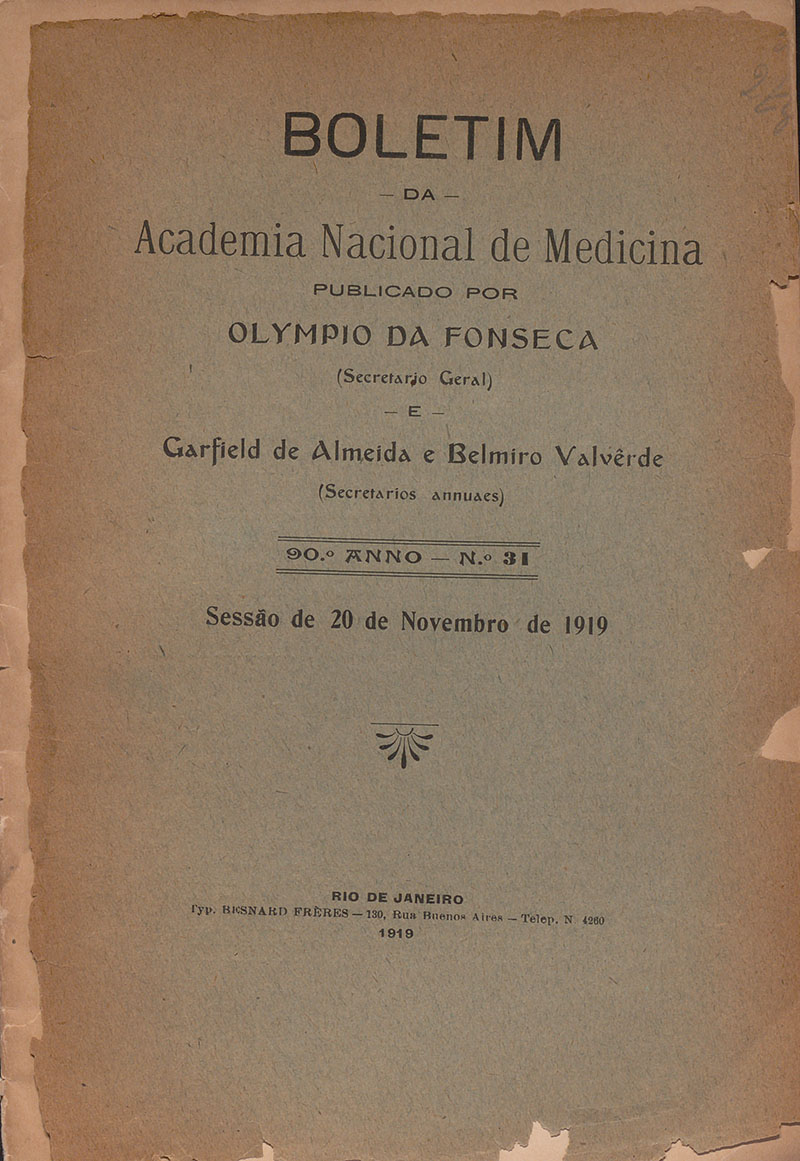 BOLETIM
— DA —
Academia Nacional de Medicina
PUBLICADO POR
OLYMPIO DA FONSECA
(Secretario Geral)
— E —
Garfield de Almeida e Belmiro Valvêrde
(Secretarios annuaes)
90.º ANNO — N.º 31
Sessão de 20 de Novembro de 1919
RIO DE JANEIRO
Typ. BESNARD FRÈRES — 130, Rua Buenos Aires — Telep. N 4260
1919